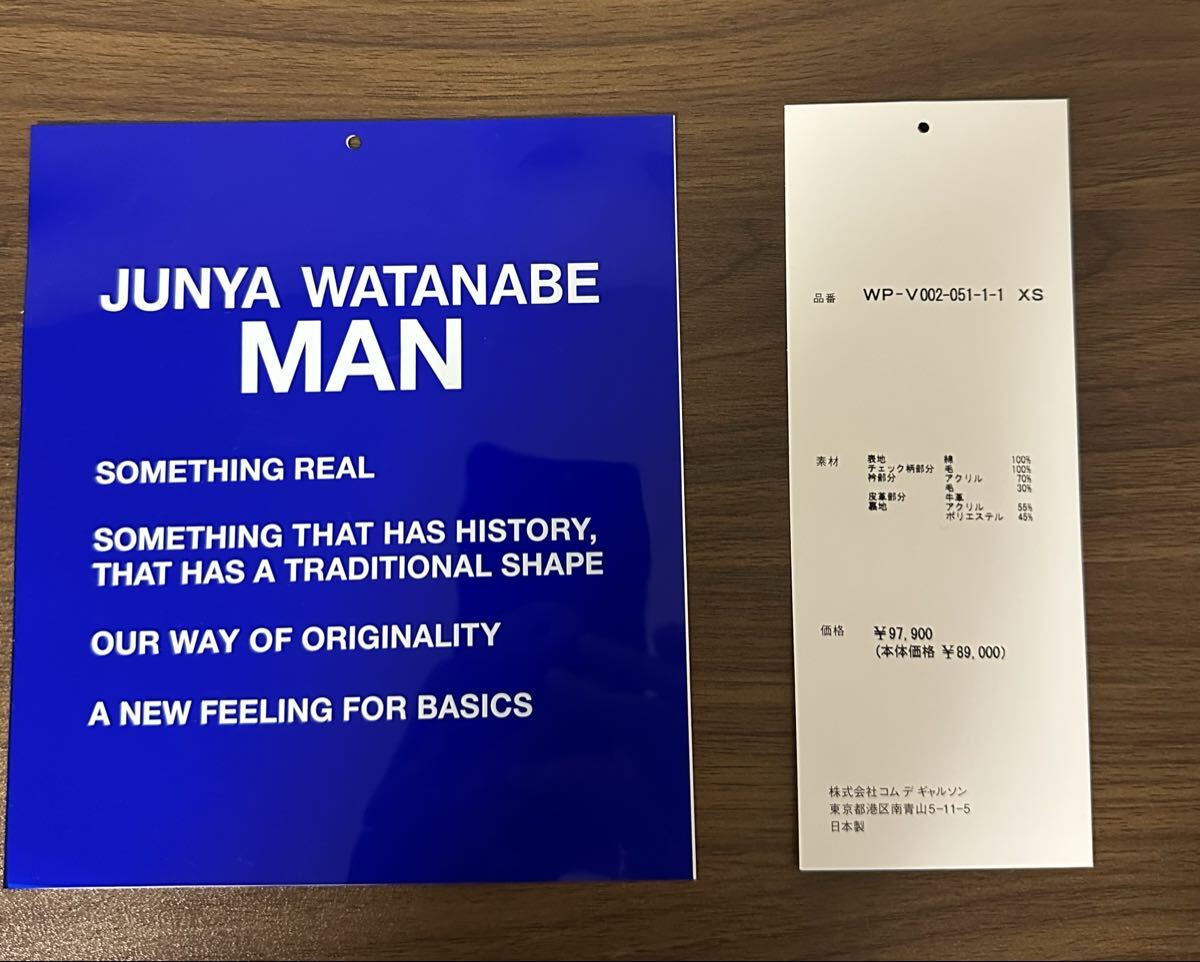 JUNYA WATANABE
MAN
SOMETHING REAL
SOMETHING THAT HAS HISTORY,
THAT HAS A TRADITIONAL SHAPE
OUR WAY OF ORIGINALITY
A NEW FEELING FOR BASICS
品番 WP-V002-051-1-1 XS
素材 表地 綿 100%
チェック柄部分 毛 100%
衿部分 アクリル 70%
毛 30%
皮革部分 牛革
裏地 アクリル 55%
ポリエステル 45%
価格 ¥97,900
(本体価格 ¥89,000)
株式会社コム デ ギャルソン
東京都港区南青山5-11-5
日本製